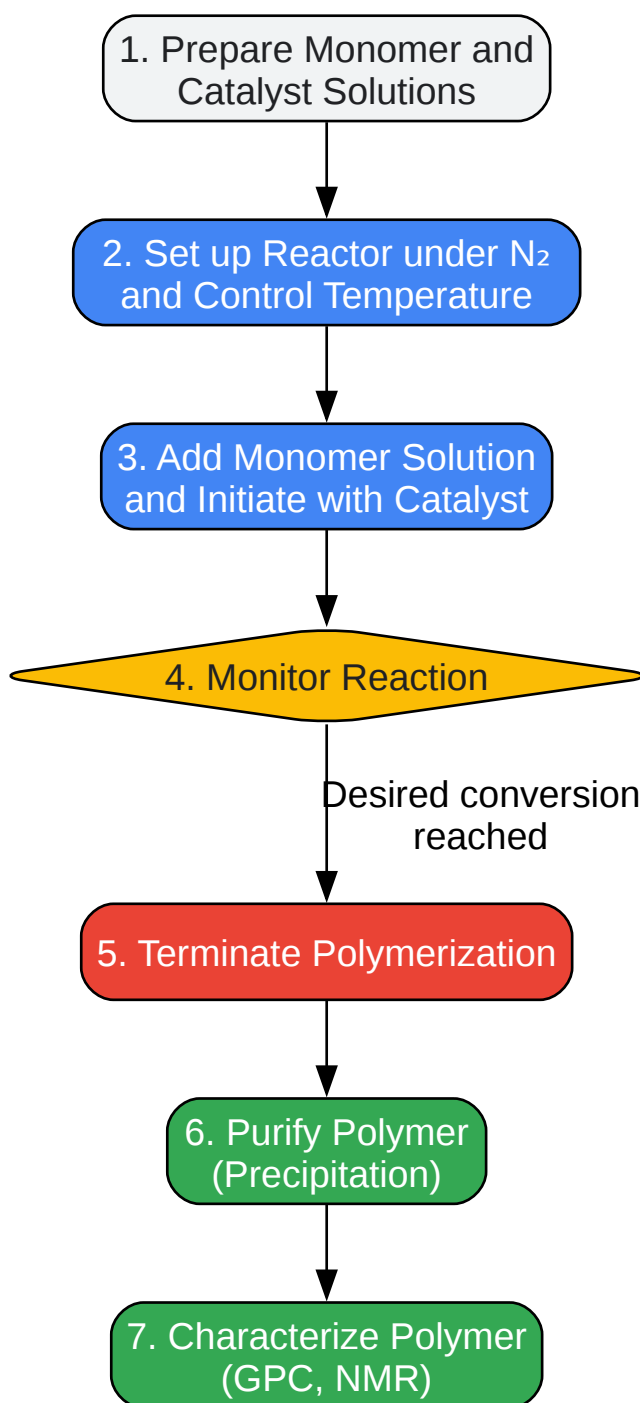 1. Prepare Monomer and
Catalyst Solutions
2. Set up Reactor under N₂
and Control Temperature
3. Add Monomer Solution
and Initiate with Catalyst
4. Monitor Reaction
Desired conversion
reached
5. Terminate Polymerization
6. Purify Polymer
(Precipitation)
7. Characterize Polymer
(GPC, NMR)